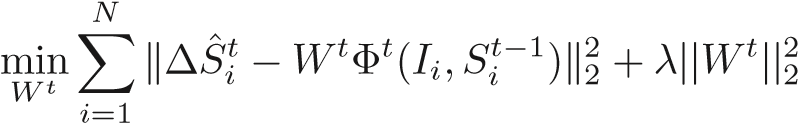 \min_{W^t} \sum_{i=1}^{N} \|\Delta \hat{S}_i^t - W^t \Phi^t(I_i, S_i^{t-1})\|_2^2 + \lambda ||W^t||_2^2